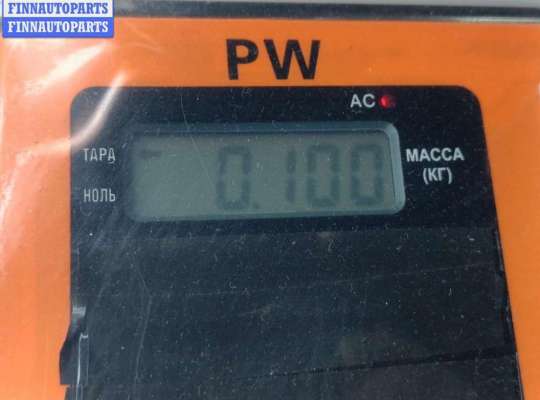 FINNAUTOPARTS
FINNAUTOPARTS
PW
AC
ТАРА
0.100
МАССА
(КГ)
НОЛЬ